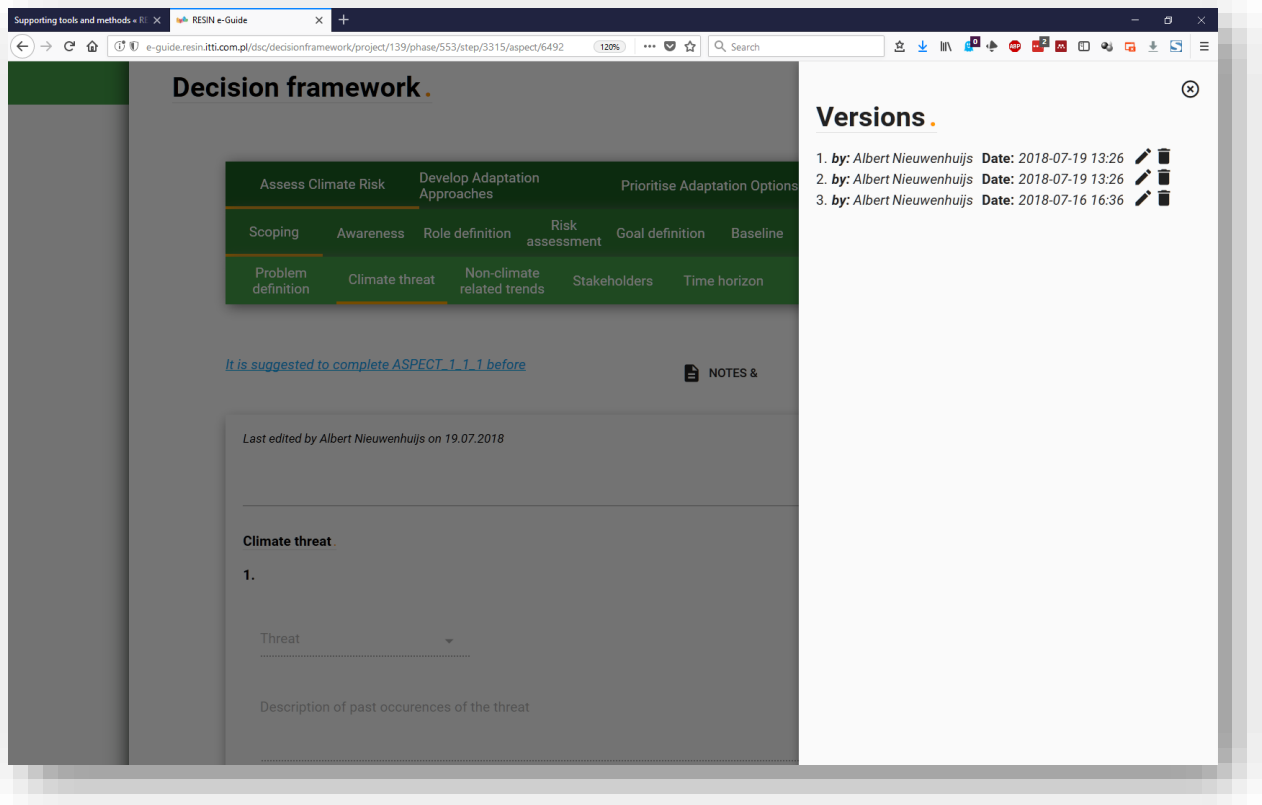 Supporting tools and methods « RE
RESIN e-Guide
e-guide.resin.itti.com.pl/dsc/decisionframework/project/139/phase/553/step/3315/aspect/6492
120%
Search
ABP
0
2
Decision framework.
Assess Climate Risk
Develop Adaptation
Approaches
Prioritise Adaptation Options
Scoping
Awareness
Role definition
Risk
assessment
Goal definition
Baseline
Problem
definition
Climate threat
Non-climate
related trends
Stakeholders
Time horizon
It is suggested to complete ASPECT_1_1_1 before
NOTES &
Last edited by Albert Nieuwenhuijs on 19.07.2018
Climate threat.
1.
Threat
Description of past occurences of the threat
Versions.
1. by: Albert Nieuwenhuijs Date: 2018-07-19 13:26
2. by: Albert Nieuwenhuijs Date: 2018-07-19 13:26
3. by: Albert Nieuwenhuijs Date: 2018-07-16 16:36